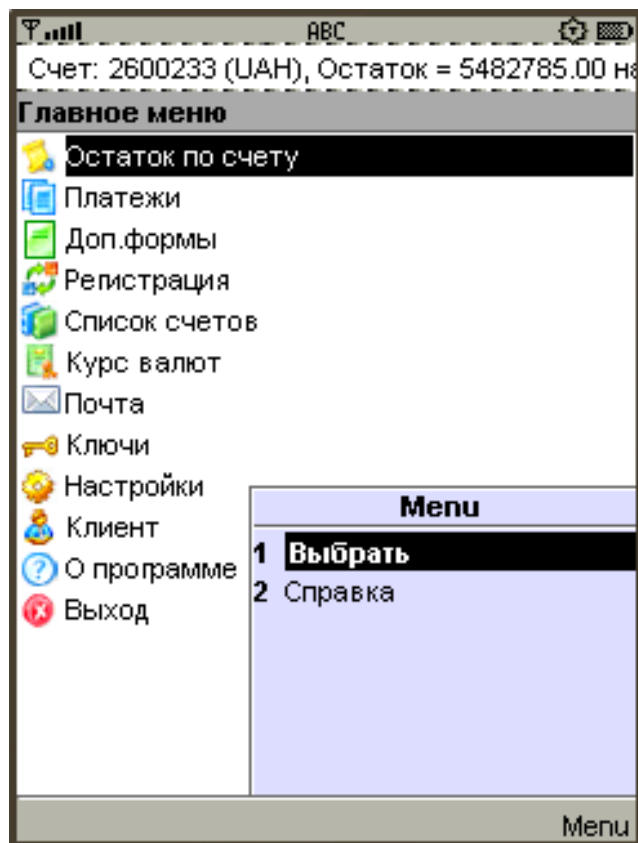 ABC
Счет: 2600233 (UAH), Остаток = 5482785.00 на
Главное меню
Остаток по счету
Платежи
Доп.формы
Регистрация
Список счетов
Курс валют
Почта
Ключи
Настройки
Клиент
О программе
Выход
Menu
1 Выбрать
2 Справка
Menu